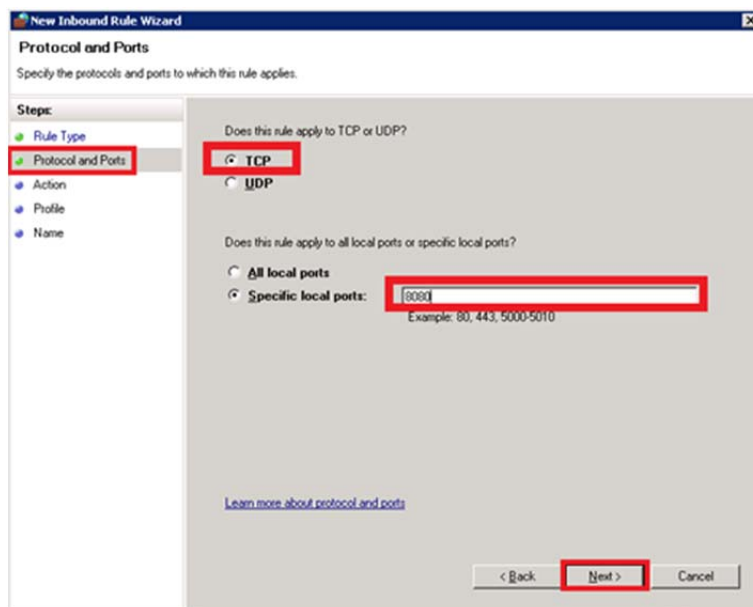 New Inbound Rule Wizard
Protocol and Ports
Specify the protocols and ports to which this rule applies.
Steps:
Rule Type
Protocol and Ports
Action
Profile
Name
Does this rule apply to TCP or UDP?
TCP
UDP
Does this rule apply to all local ports or specific local ports?
All local ports
Specific local ports:
8080
Example: 80, 443, 5000-5010
Learn more about protocol and ports
< Back
Next >
Cancel